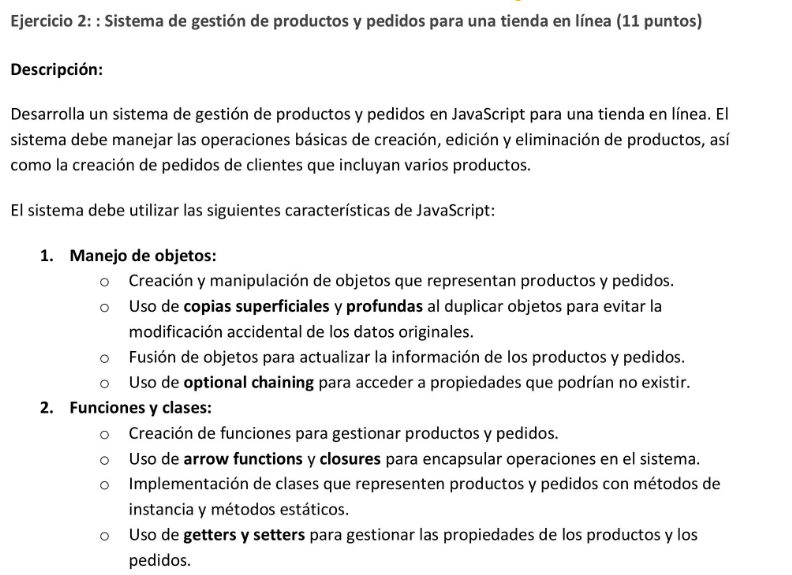 Ejercicio 2: : Sistema de gestión de productos y pedidos para una tienda en línea (11 puntos)
Descripción:
Desarrolla un sistema de gestión de productos y pedidos en JavaScript para una tienda en línea. El
sistema debe manejar las operaciones básicas de creación, edición y eliminación de productos, así
como la creación de pedidos de clientes que incluyan varios productos.
El sistema debe utilizar las siguientes características de JavaScript:
1. Manejo de objetos:
o Creación y manipulación de objetos que representan productos y pedidos.
o Uso de copias superficiales y profundas al duplicar objetos para evitar la
modificación accidental de los datos originales.
o Fusión de objetos para actualizar la información de los productos y pedidos.
o Uso de optional chaining para acceder a propiedades que podrían no existir.
2. Funciones y clases:
o Creación de funciones para gestionar productos y pedidos.
o Uso de arrow functions y closures para encapsular operaciones en el sistema.
o Implementación de clases que representen productos y pedidos con métodos de
instancia y métodos estáticos.
o Uso de getters y setters para gestionar las propiedades de los productos y los
pedidos.